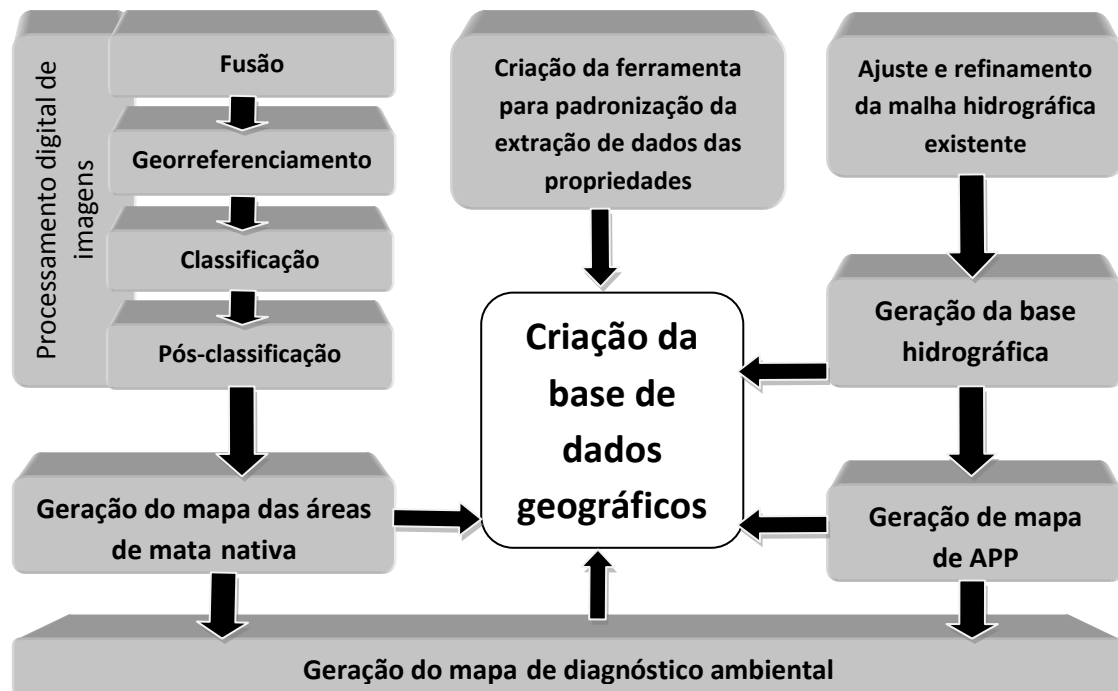 Processamento digital de
imagens
Fusão
Georreferenciamento
Classificação
Pós-classificação
Geração do mapa das áreas
de mata nativa
Criação da ferramenta
para padronização da
extração de dados das
propriedades
Criação da
base de
dados
geográficos
Ajuste e refinamento
da malha hidrográfica
existente
Geração da base
hidrográfica
Geração de mapa
de APP
Geração do mapa de diagnóstico ambiental